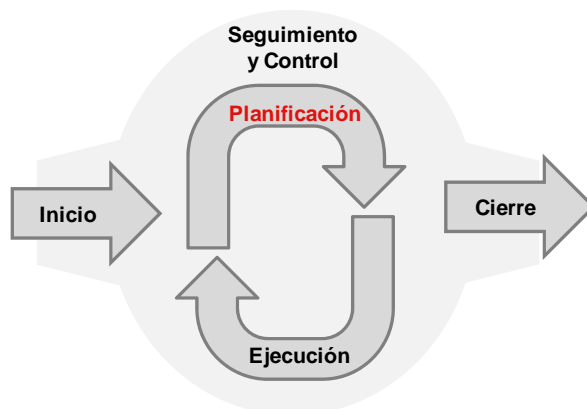 Seguimiento
y Control
Planificación
Inicio
Cierre
Ejecución